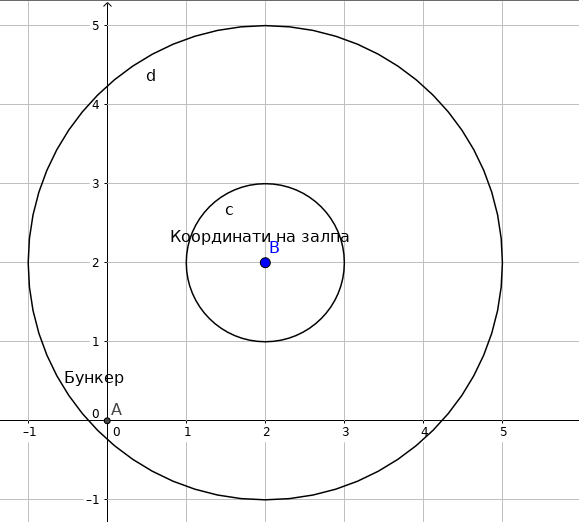 5
d
4
3
c
Координати на залпа
B
2
1
Бункер
A
0
–1 0 1 2 3 4 5
–1